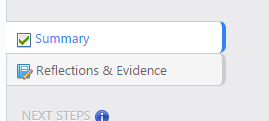 Summary
Reflections & Evidence
NEXT STEPS